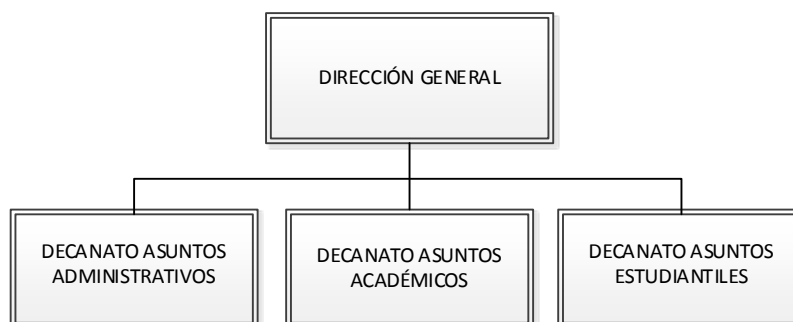 DIRECCIÓN GENERAL
DECANATO ASUNTOS
ADMINISTRATIVOS
DECANATO ASUNTOS
ACADÉMICOS
DECANATO ASUNTOS
ESTUDIANTILES